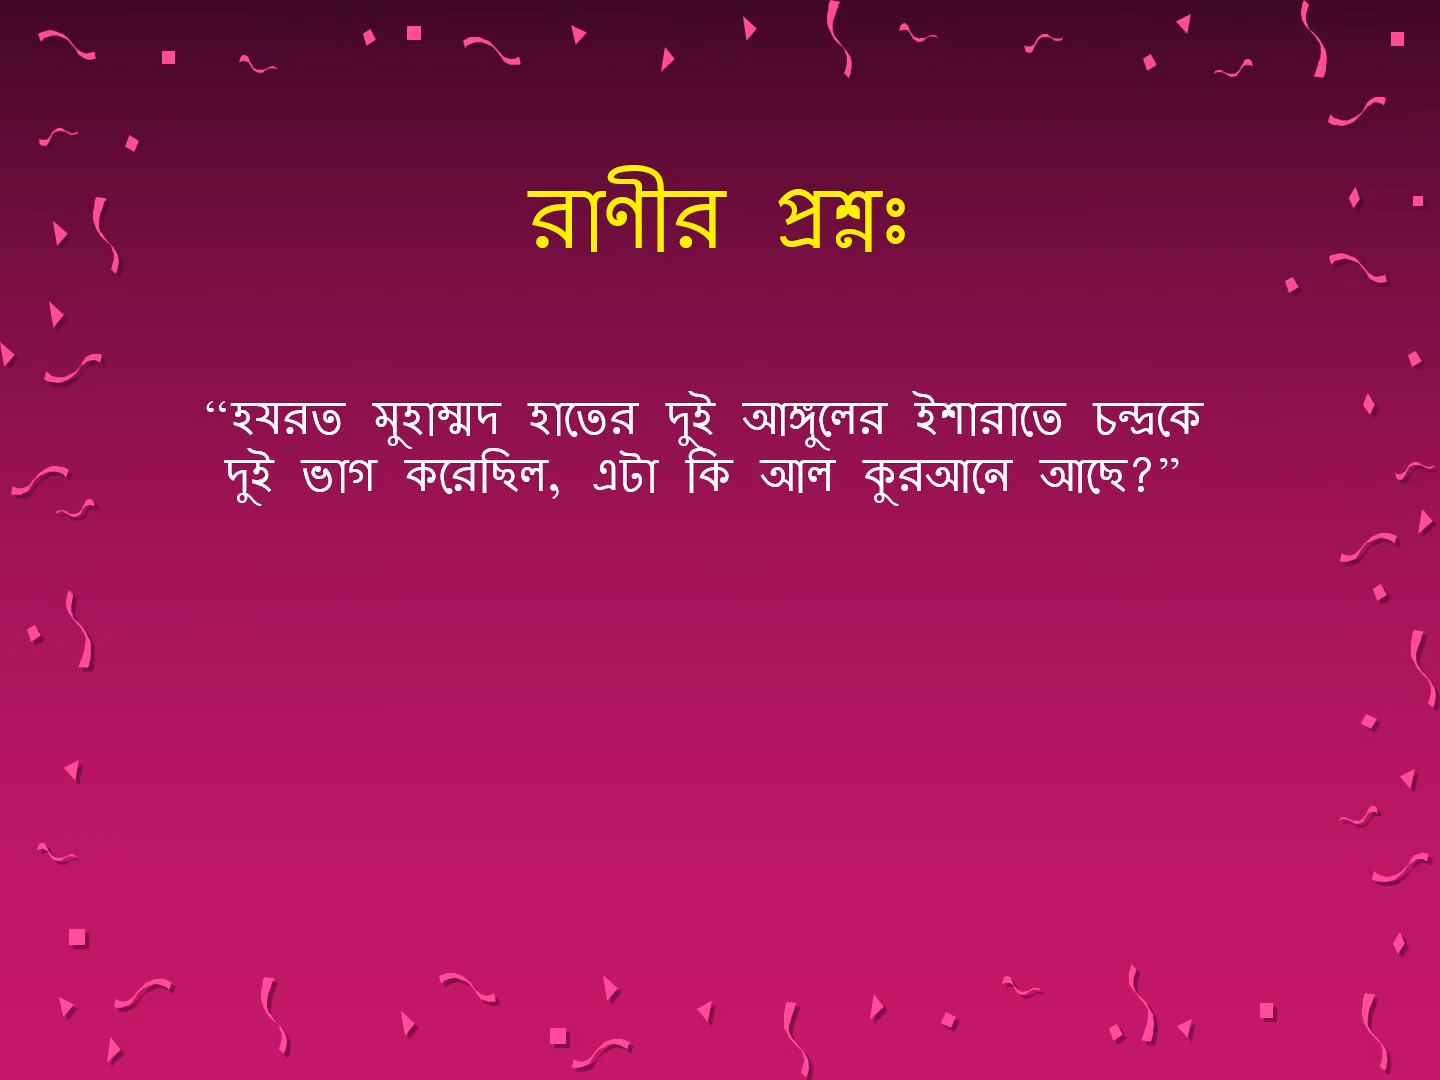 রাণীর প্রশ্নঃ
“হযরত মুহাম্মদ হাতের দুই আঙ্গুলের ইশারাতে চন্দ্রকে
দুই ভাগ করেছিল, এটা কি আল কুরআনে আছে?”